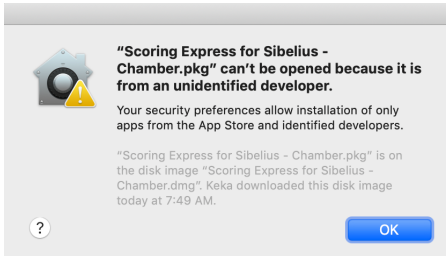 “Scoring Express for Sibelius -
Chamber.pkg” can’t be opened because it is
from an unidentified developer.
Your security preferences allow installation of only
apps from the App Store and identified developers.
“Scoring Express for Sibelius - Chamber.pkg” is on
the disk image “Scoring Express for Sibelius -
Chamber.dmg”. Keka downloaded this disk image
today at 7:49 AM.
?
OK